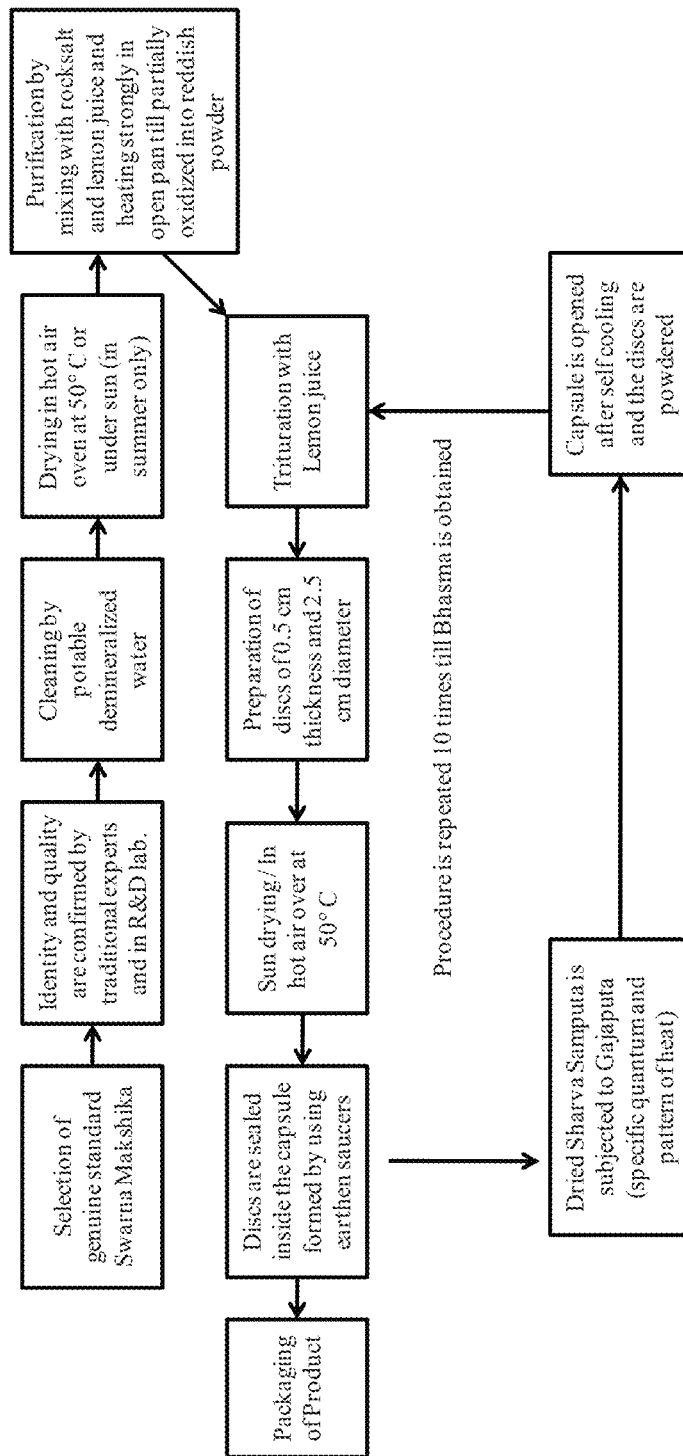 Selection of
genuine standard
Swarna Makshika
Identity and quality
are confirmed by
traditional experts
and in R&D lab.
Cleaning by
potable
demineralized
water
Drying in hot air
oven at 50° C or
under sun (in
summer only)
Purification by
mixing with rocksalt
and lemon juice and
heating strongly in
open pan till partially
oxidized into reddish
powder
Trituration with
Lemon juice
Preparation of
discs of 0.5 cm
thickness and 2.5
cm diameter
Sun drying / In
hot air over at
50° C
Discs are sealed
inside the capsule
formed by using
earthen saucers
Packaging
of Product
Procedure is repeated 10 times till Bhasma is obtained
Dried Sharva Samputa is
subjected to Gajaputa
(specific quantum and
pattern of heat)
Capsule is opened
after self cooling
and the discs are
powdered